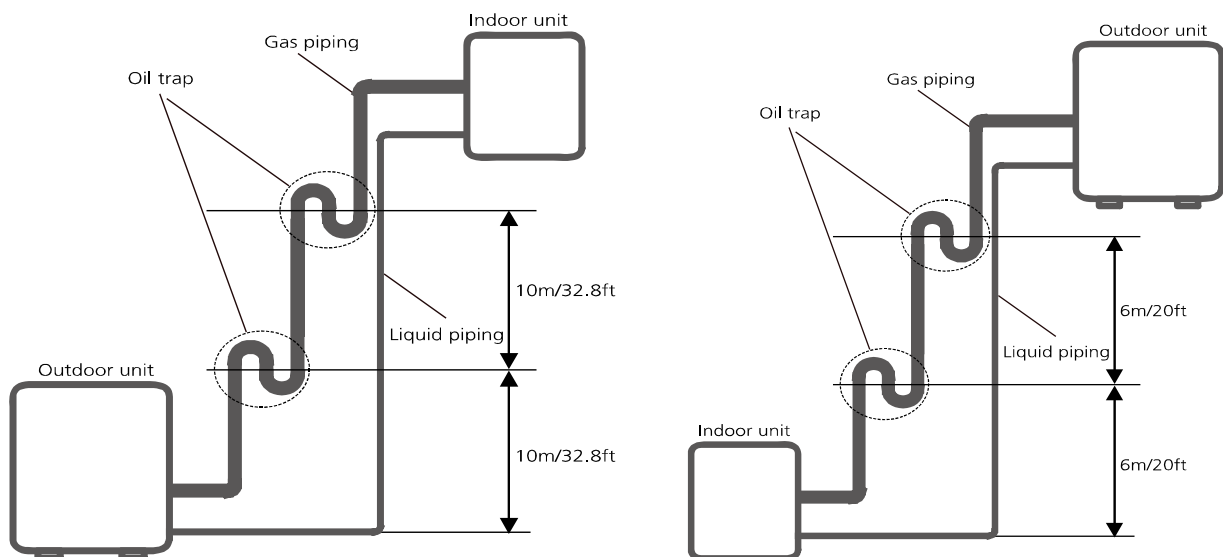 Indoor unit
Gas piping
Oil trap
10m/32.8ft
Liquid piping
Outdoor unit
10m/32.8ft
Outdoor unit
Gas piping
Oil trap
6m/20ft
Liquid piping
Indoor unit
6m/20ft